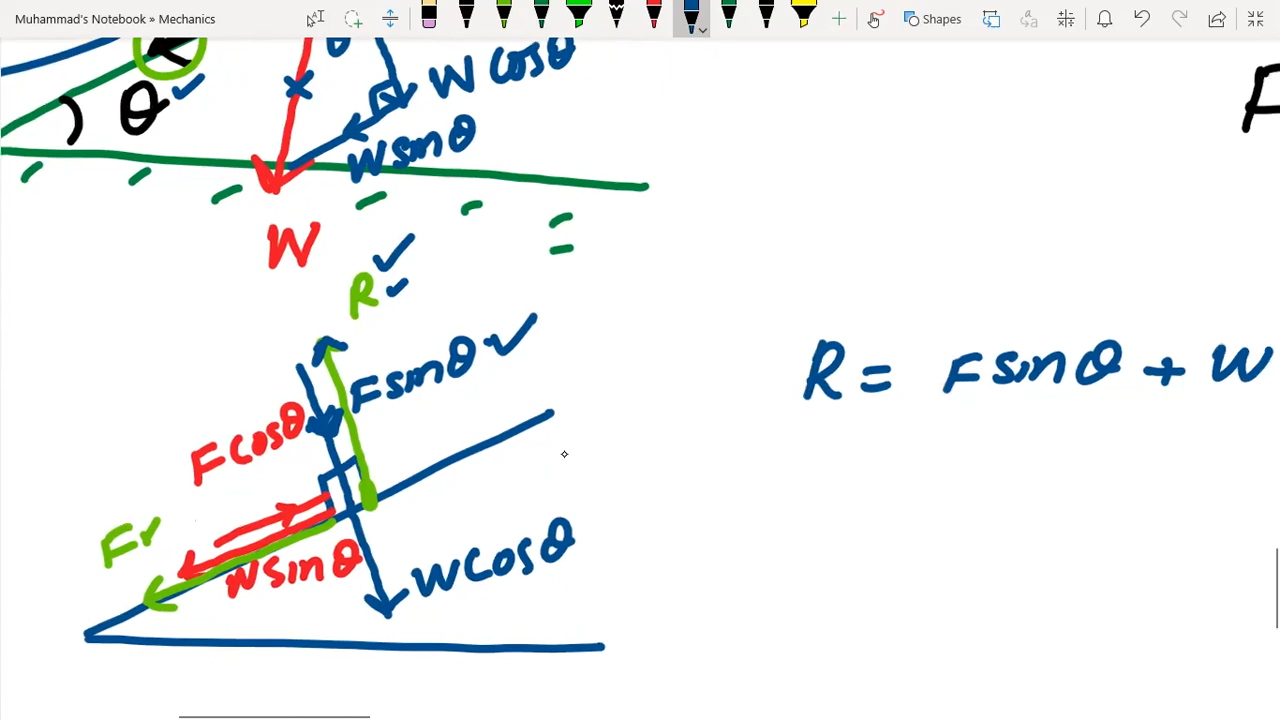 Muhammad's Notebook » Mechanics
Shapes
F
θ
W cosθ
W sinθ
W
R
F sinθ
R = F sinθ + W
F cosθ
Fr
W sinθ
W cosθ